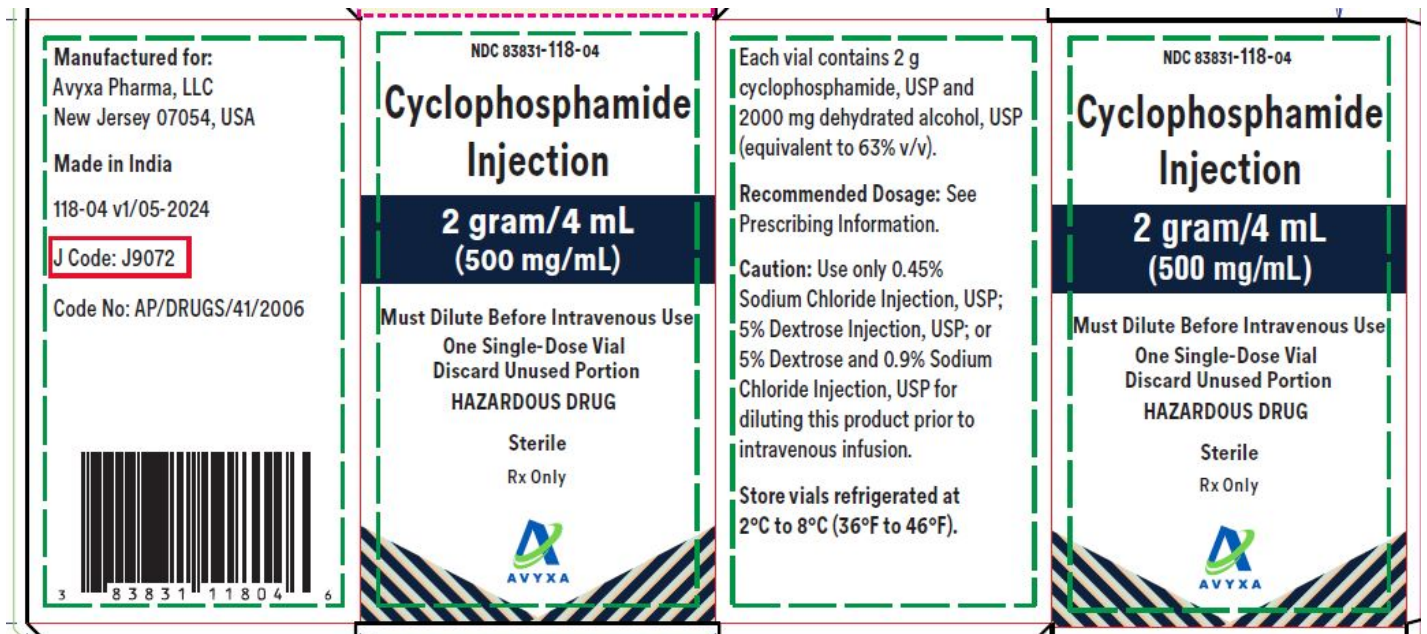 Manufactured for:
Avyxa Pharma, LLC
New Jersey 07054, USA
Made in India
118-04 v1/05-2024
J Code: J9072
Code No: AP/DRUGS/41/2006
3 83831 11804 6
NDC 83831-118-04
Cyclophosphamide
Injection
2 gram/4 mL
(500 mg/mL)
Must Dilute Before Intravenous Use
One Single-Dose Vial
Discard Unused Portion
HAZARDOUS DRUG
Sterile
Rx Only
AVYXA
Each vial contains 2 g
cyclophosphamide, USP and
2000 mg dehydrated alcohol, USP
(equivalent to 63% v/v).
Recommended Dosage: See
Prescribing Information.
Caution: Use only 0.45%
Sodium Chloride Injection, USP;
5% Dextrose Injection, USP; or
5% Dextrose and 0.9% Sodium
Chloride Injection, USP for
diluting this product prior to
intravenous infusion.
Store vials refrigerated at
2°C to 8°C (36°F to 46°F).
NDC 83831-118-04
Cyclophosphamide
Injection
2 gram/4 mL
(500 mg/mL)
Must Dilute Before Intravenous Use
One Single-Dose Vial
Discard Unused Portion
HAZARDOUS DRUG
Sterile
Rx Only
AVYXA